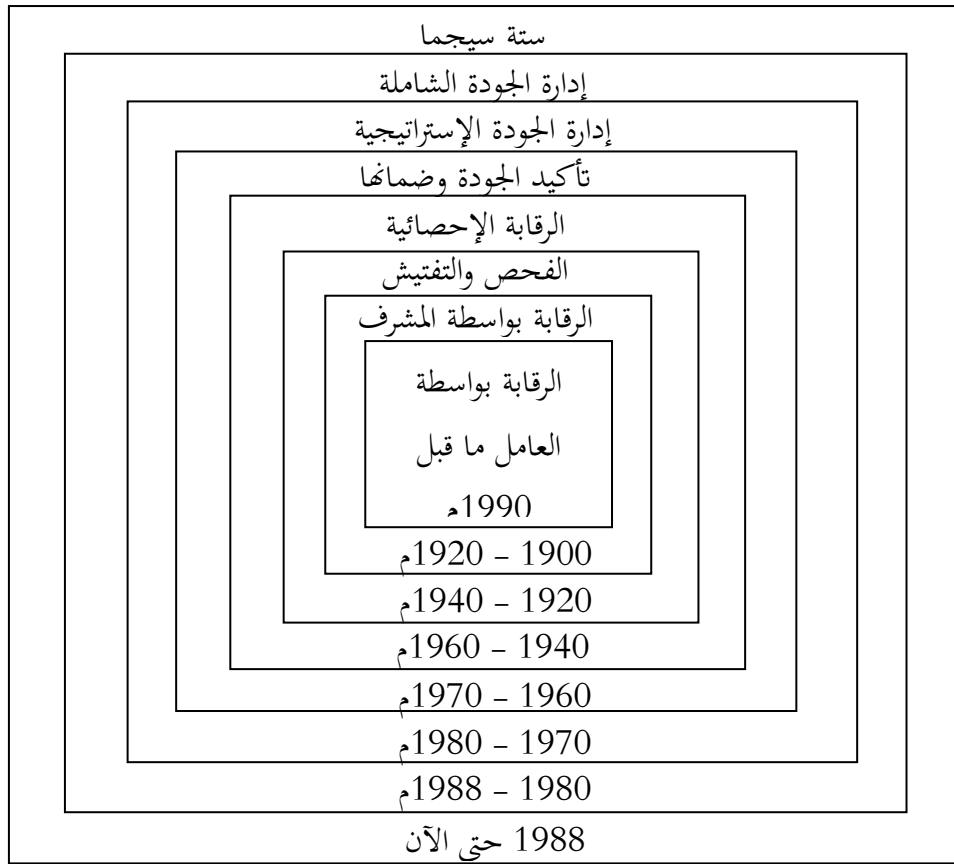 ستة سيجما
إدارة الجودة الشاملة
إدارة الجودة الإستراتيجية
تأكيد الجودة وضمانها
الرقابة الإحصائية
الفحص والتفتيش
الرقابة بواسطة المشرف
الرقابة بواسطة
العامل ما قبل
1990م
1900 – 1920م
1920 – 1940م
1940 – 1960م
1960 – 1970م
1970 – 1980م
1980 – 1988م
1988 حتى الآن